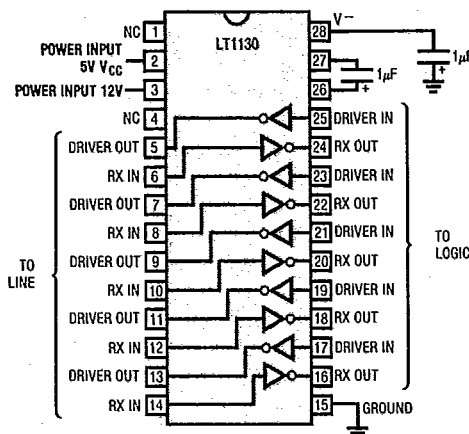 LT1130
NC 1
POWER INPUT
5V VCC 2
POWER INPUT 12V 3
NC 4
DRIVER OUT 5
RX IN 6
DRIVER OUT 7
RX IN 8
DRIVER OUT 9
RX IN 10
DRIVER OUT 11
RX IN 12
DRIVER OUT 13
RX IN 14
TO
LINE
28 V−
27
1μF
1μF
+
+
26
25 DRIVER IN
24 RX OUT
23 DRIVER IN
22 RX OUT
21 DRIVER IN
20 RX OUT
19 DRIVER IN
18 RX OUT
17 DRIVER IN
16 RX OUT
15 GROUND
TO
LOGIC